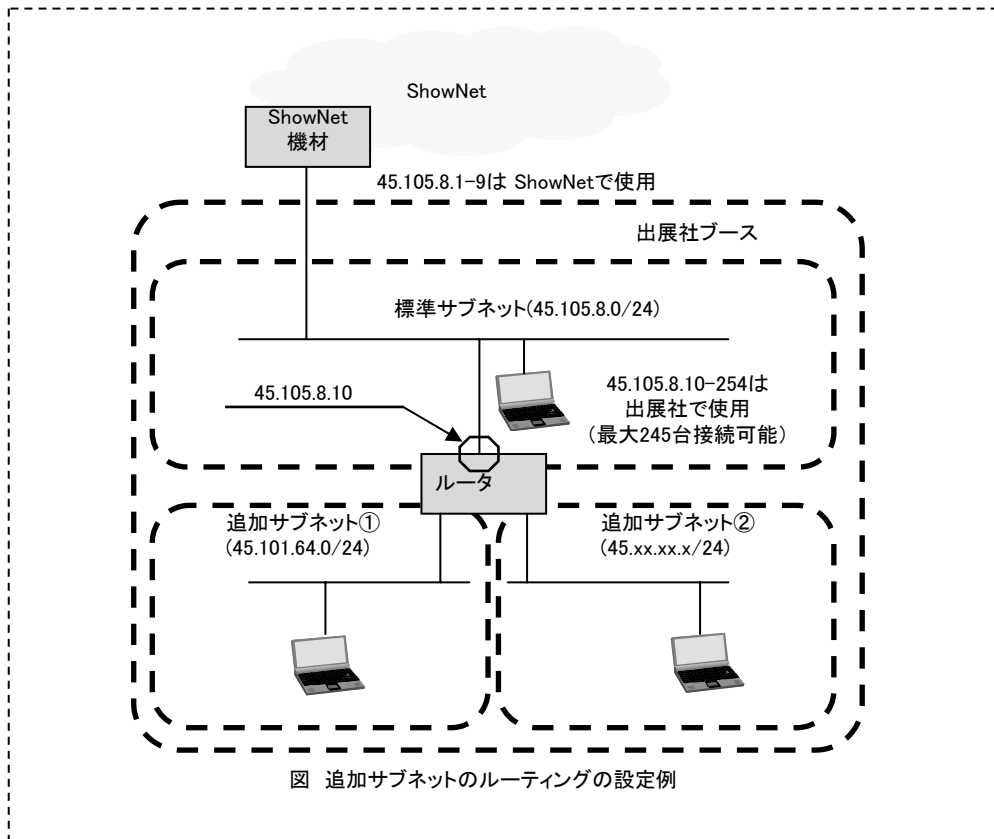 ShowNet
ShowNet
機材
45.105.8.1-9は ShowNetで使用
出展社ブース
標準サブネット(45.105.8.0/24)
45.105.8.10
45.105.8.10-254は
出展社で使用
(最大245台接続可能)
ルータ
追加サブネット①
(45.101.64.0/24)
追加サブネット②
(45.xx.xx.x/24)
図 追加サブネットのルーティングの設定例